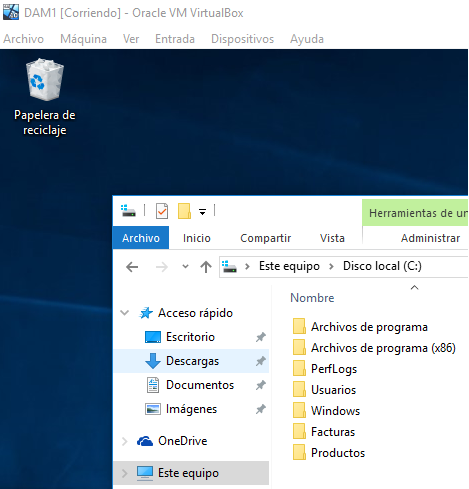 DAM1 [Corriendo] - Oracle VM VirtualBox
Archivo Máquina Ver Entrada Dispositivos Ayuda
Papelera de
reciclaje
Herramientas de un
Archivo Inicio Compartir Vista Administrar
Este equipo Disco local (C:)
Nombre
Acceso rápido
Escritorio
Descargas
Documentos
Imágenes
OneDrive
Este equipo
Archivos de programa
Archivos de programa (x86)
PerfLogs
Usuarios
Windows
Facturas
Productos